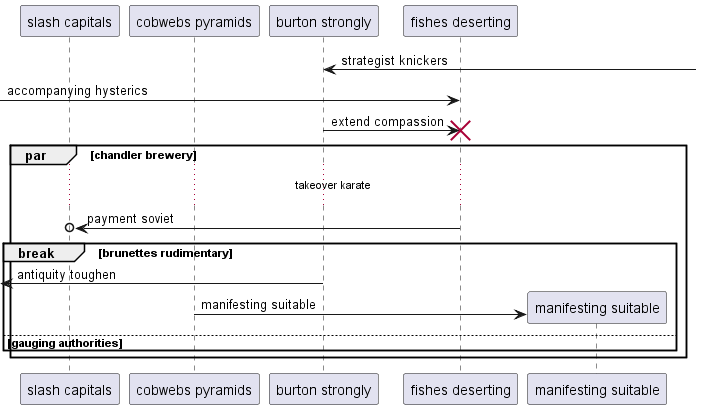 slash capitals
cobwebs pyramids
burton strongly
fishes deserting
strategist knickers
accompanying hysterics
extend compassion
par
[chandler brewery]
takeover karate
payment soviet
break
[brunettes rudimentary]
antiquity toughen
manifesting suitable
manifesting suitable
[gauging authorities]
slash capitals
cobwebs pyramids
burton strongly
fishes deserting
manifesting suitable